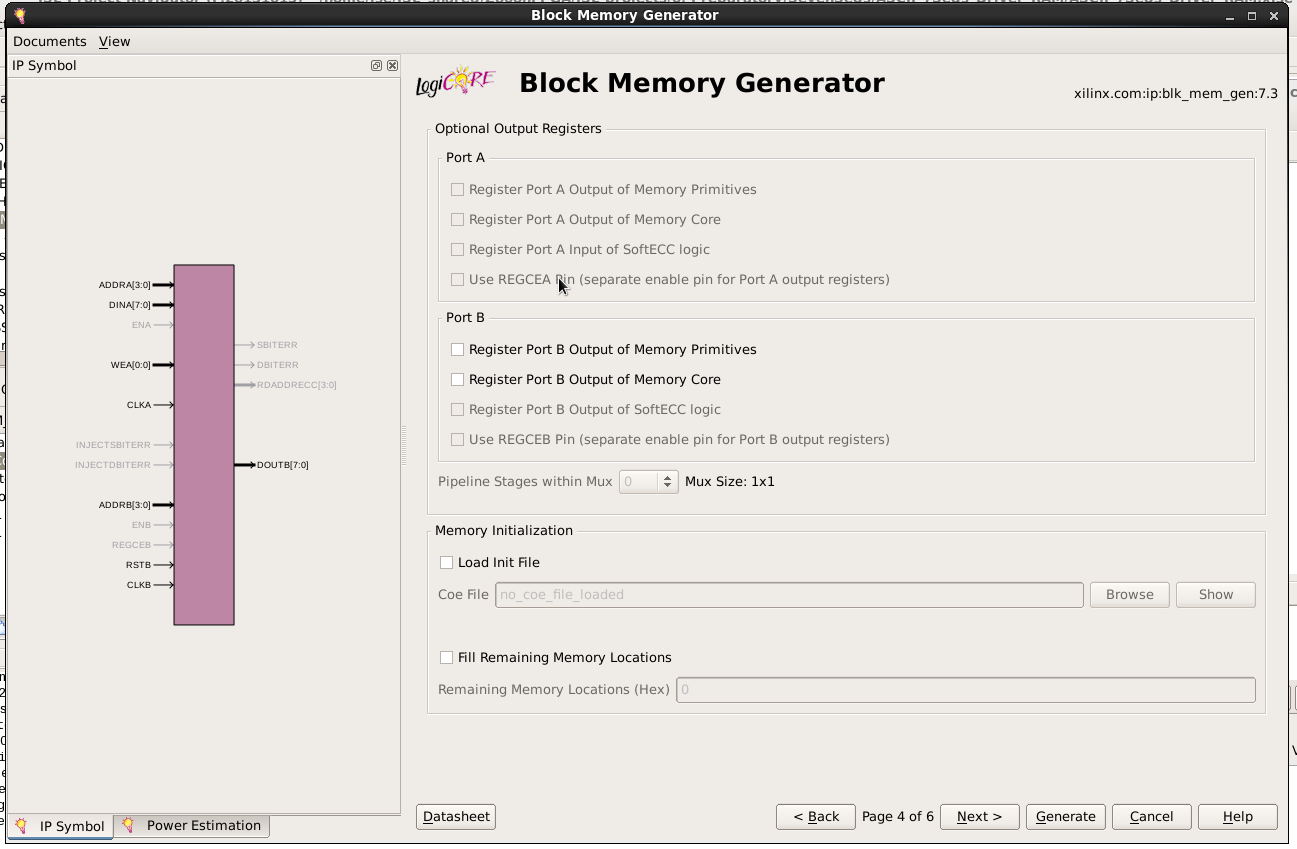 Block Memory Generator
Documents View
IP Symbol
LogiCORE
Block Memory Generator
xilinx.com:ip:blk_mem_gen:7.3
ADDRA[3:0]
DINA[7:0]
ENA
SBITERR
WEA[0:0]
DBITERR
RDADDRECC[3:0]
CLKA
INJECTSBITERR
INJECTDBITERR
DOUTB[7:0]
ADDRB[3:0]
ENB
REGCEB
RSTB
CLKB
IP Symbol
Power Estimation
Optional Output Registers
Port A
Register Port A Output of Memory Primitives
Register Port A Output of Memory Core
Register Port A Input of SoftECC logic
Use REGCEA Pin (separate enable pin for Port A output registers)
Port B
Register Port B Output of Memory Primitives
Register Port B Output of Memory Core
Register Port B Output of SoftECC logic
Use REGCEB Pin (separate enable pin for Port B output registers)
Pipeline Stages within Mux 0 Mux Size: 1x1
Memory Initialization
Load Init File
Coe File no_coe_file_loaded Browse Show
Fill Remaining Memory Locations
Remaining Memory Locations (Hex) 0
Datasheet < Back Page 4 of 6 Next > Generate Cancel Help